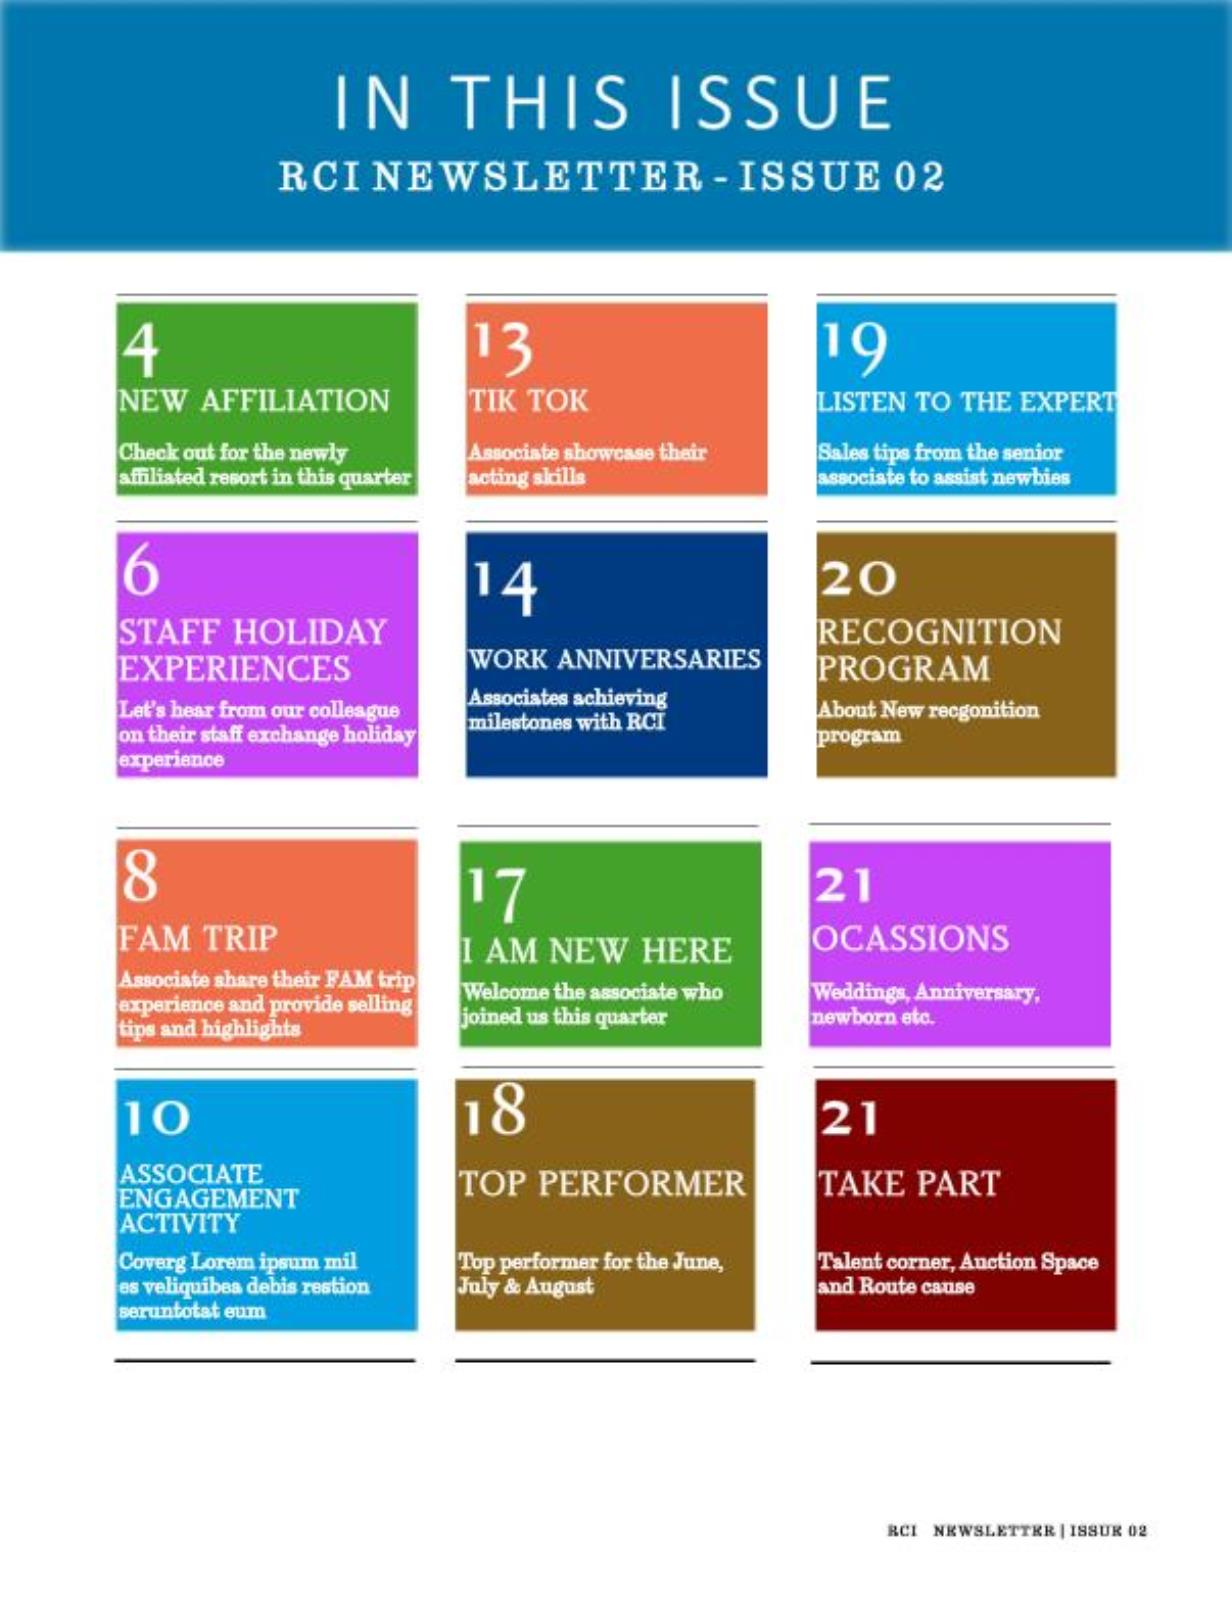 IN THIS ISSUE
RCI NEWSLETTER - ISSUE 02
4
NEW AFFILIATION
Check out for the newly
affiliated resort in this quarter
13
TIK TOK
Associate showcase their
acting skills
19
LISTEN TO THE EXPERT
Sales tips from the senior
associate to assist newbies
6
STAFF HOLIDAY
EXPERIENCES
Let's hear from our colleague
on their staff exchange holiday
experience
14
WORK ANNIVERSARIES
Associates achieving
milestones with RCI
20
RECOGNITION
PROGRAM
About New recgonition
program
8
FAM TRIP
Associate share their FAM trip
experience and provide selling
tips and highlights
17
I AM NEW HERE
Welcome the associate who
joined us this quarter
21
OCASSIONS
Weddings, Anniversary,
newborn etc.
10
ASSOCIATE
ENGAGEMENT
ACTIVITY
Coverg Lorem ipsum mil
es veliquibea debis restion
seruntotat eum
18
TOP PERFORMER
Top performer for the June,
July & August
21
TAKE PART
Talent corner, Auction Space
and Route cause
RCI NEWSLETTER | ISSUE 02